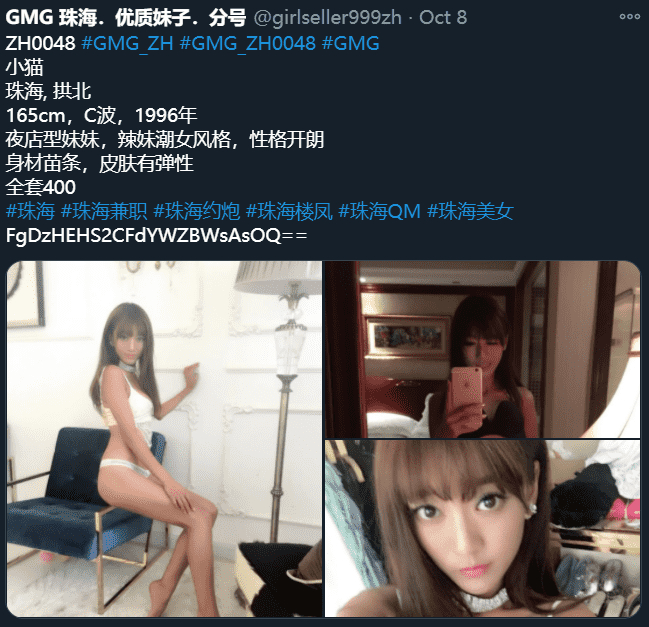 GMG 珠海．优质妹子．分号 @girlseller999zh · Oct 8
ZH0048 #GMG_ZH #GMG_ZH0048 #GMG
小猫
珠海, 拱北
165cm，C波，1996年
夜店型妹妹，辣妹潮女风格，性格开朗
身材苗条，皮肤有弹性
全套400
#珠海 #珠海兼职 #珠海约炮 #珠海楼凤 #珠海QM #珠海美女
FgDzHEHS2CFdYWZBWsAsOQ==